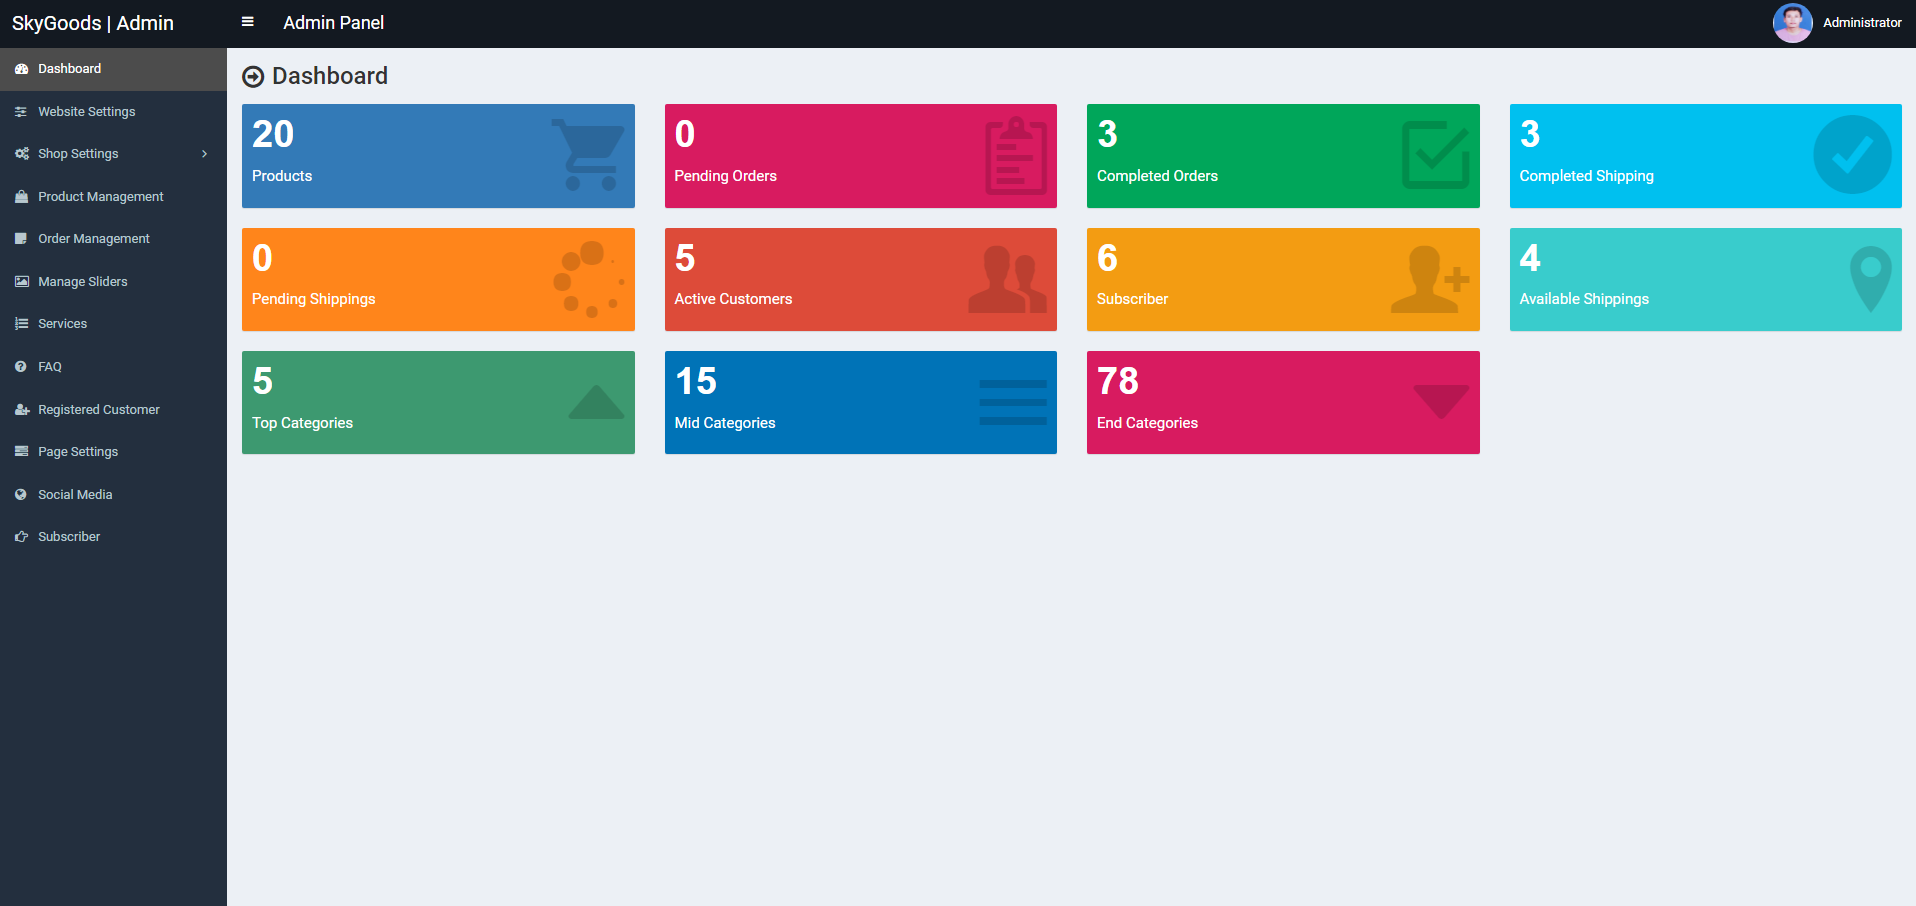 SkyGoods | Admin
Admin Panel
Administrator
Dashboard
Website Settings
Shop Settings
Product Management
Order Management
Manage Sliders
Services
FAQ
Registered Customer
Page Settings
Social Media
Subscriber
Dashboard
20
Products
0
Pending Orders
3
Completed Orders
3
Completed Shipping
0
Pending Shippings
5
Active Customers
6
Subscriber
4
Available Shippings
5
Top Categories
15
Mid Categories
78
End Categories